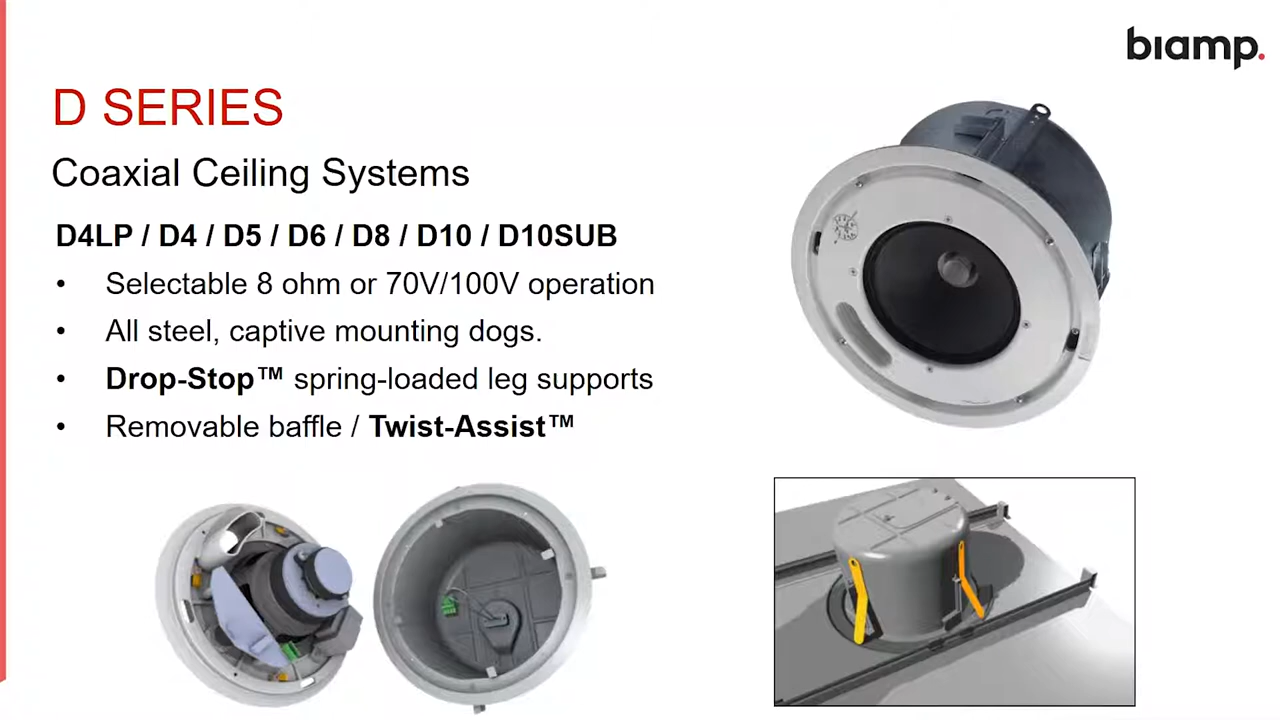 biamp.
D SERIES
Coaxial Ceiling Systems
D4LP / D4 / D5 / D6 / D8 / D10 / D10SUB
• Selectable 8 ohm or 70V/100V operation
• All steel, captive mounting dogs.
• Drop-Stop™ spring-loaded leg supports
• Removable baffle / Twist-Assist™